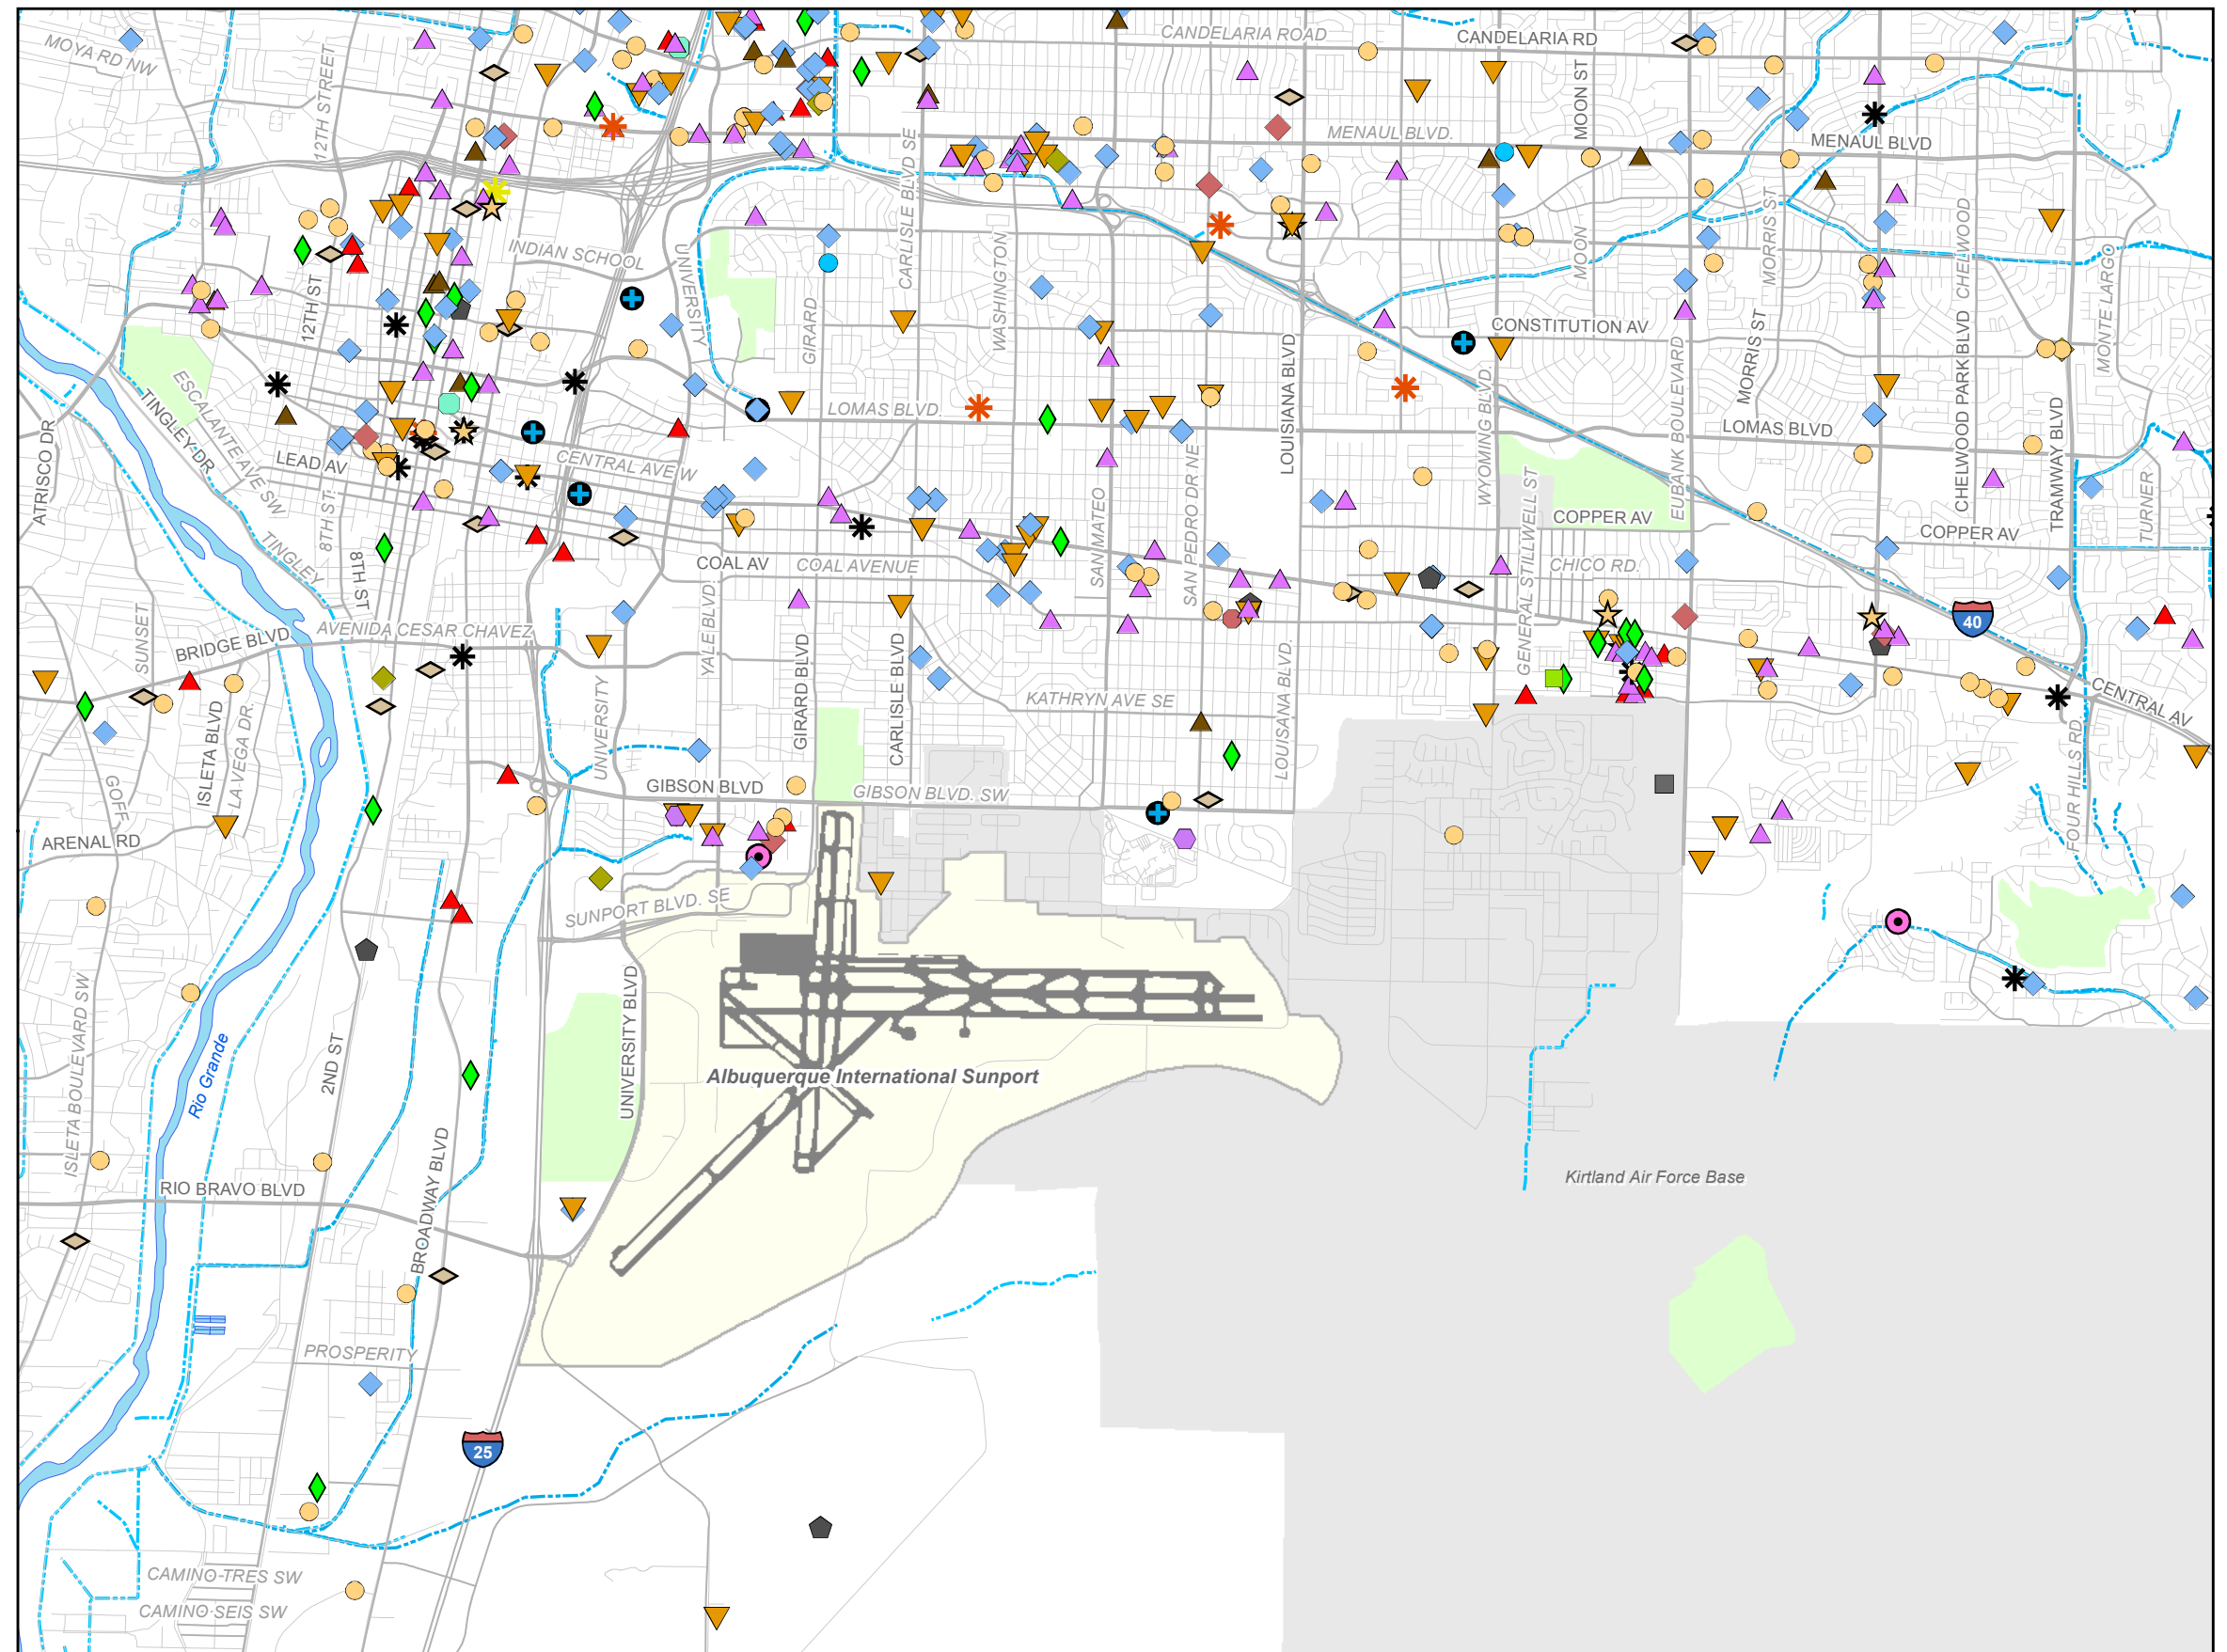 MOYA RD NW
12TH STREET
CANDELARIA ROAD
CANDELARIA RD
MOON ST
MENAUL BLVD.
MENAUL BLVD
CARLISLE BLVD SE
INDIAN SCHOOL
UNIVERSITY
WASHINGTON
GIRARD
12TH ST
MOON
MORRIS ST
CHELWOOD
MONTE LARGO
CONSTITUTION AV
LOUISIANA BLVD
EUBANK BOULEVARD
MORRIS ST
CHELWOOD PARK BLVD
ESCALANTE AVE SW
TINGLEY DR
ATRISCO DR
LEAD AV
LOMAS BLVD.
LOMAS BLVD
CENTRAL AVE W
WYOMING BLVD.
TRAMWAY BLVD
TURNER
8TH ST.
TINGLEY
8TH ST
SAN MATEO
SAN PEDRO DR NE
GENERAL STILLWELL ST
COPPER AV
COPPER AV
COAL AV
COAL AVENUE
CHICO RD.
SUNSET
BRIDGE BLVD
AVENIDA CESAR CHAVEZ
YALE BLVD.
GIRARD BLVD
CARLISLE BLVD
40
ISLETA BLVD
LA VEGA DR.
UNIVERSITY
KATHRYN AVE SE
LOUISIANA BLVD.
CENTRAL AV
FOUR HILLS RD.
GOFF
GIBSON BLVD
GIBSON BLVD. SW
ARENAL RD
SUNPORT BLVD. SE
ISLETA BOULEVARD SW
Rio Grande
2ND ST
UNIVERSITY BLVD
Albuquerque International Sunport
Kirtland Air Force Base
RIO BRAVO BLVD
BROADWAY BLVD
PROSPERITY
25
CAMINO-TRES SW
CAMINO-SEIS SW